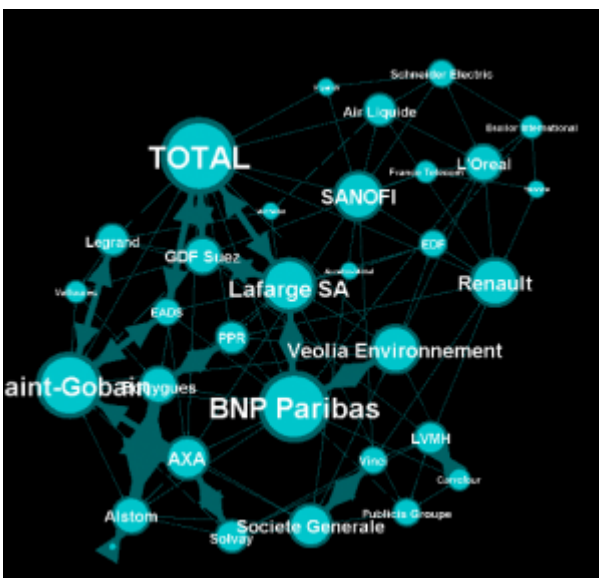 Schneider Electric
Air Liquide
Essilor International
TOTAL
L'Oreal
France Telecom
SANOFI
Legrand
GDF Suez
EDF
Lafarge SA
Renault
EADS
PPR
Veolia Environnement
aint-Gobain
Bouygues
BNP Paribas
LVMH
AXA
Vinci
Carrefour
Alstom
Societe Generale
Publicis Groupe
Solvay